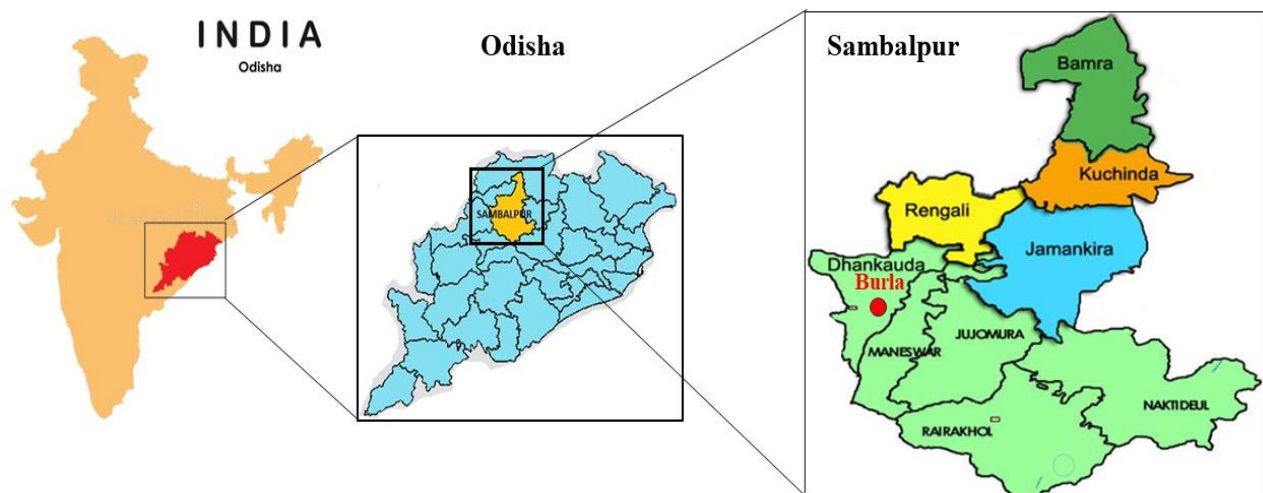 INDIA
Odisha
Odisha
SAMBALPUR
Sambalpur
Bamra
Kuchinda
Rengali
Jamankira
Dhankauda
Burla
MANESWAR
JUJOMURA
NAKTIDEUL
RAIRAKHOL